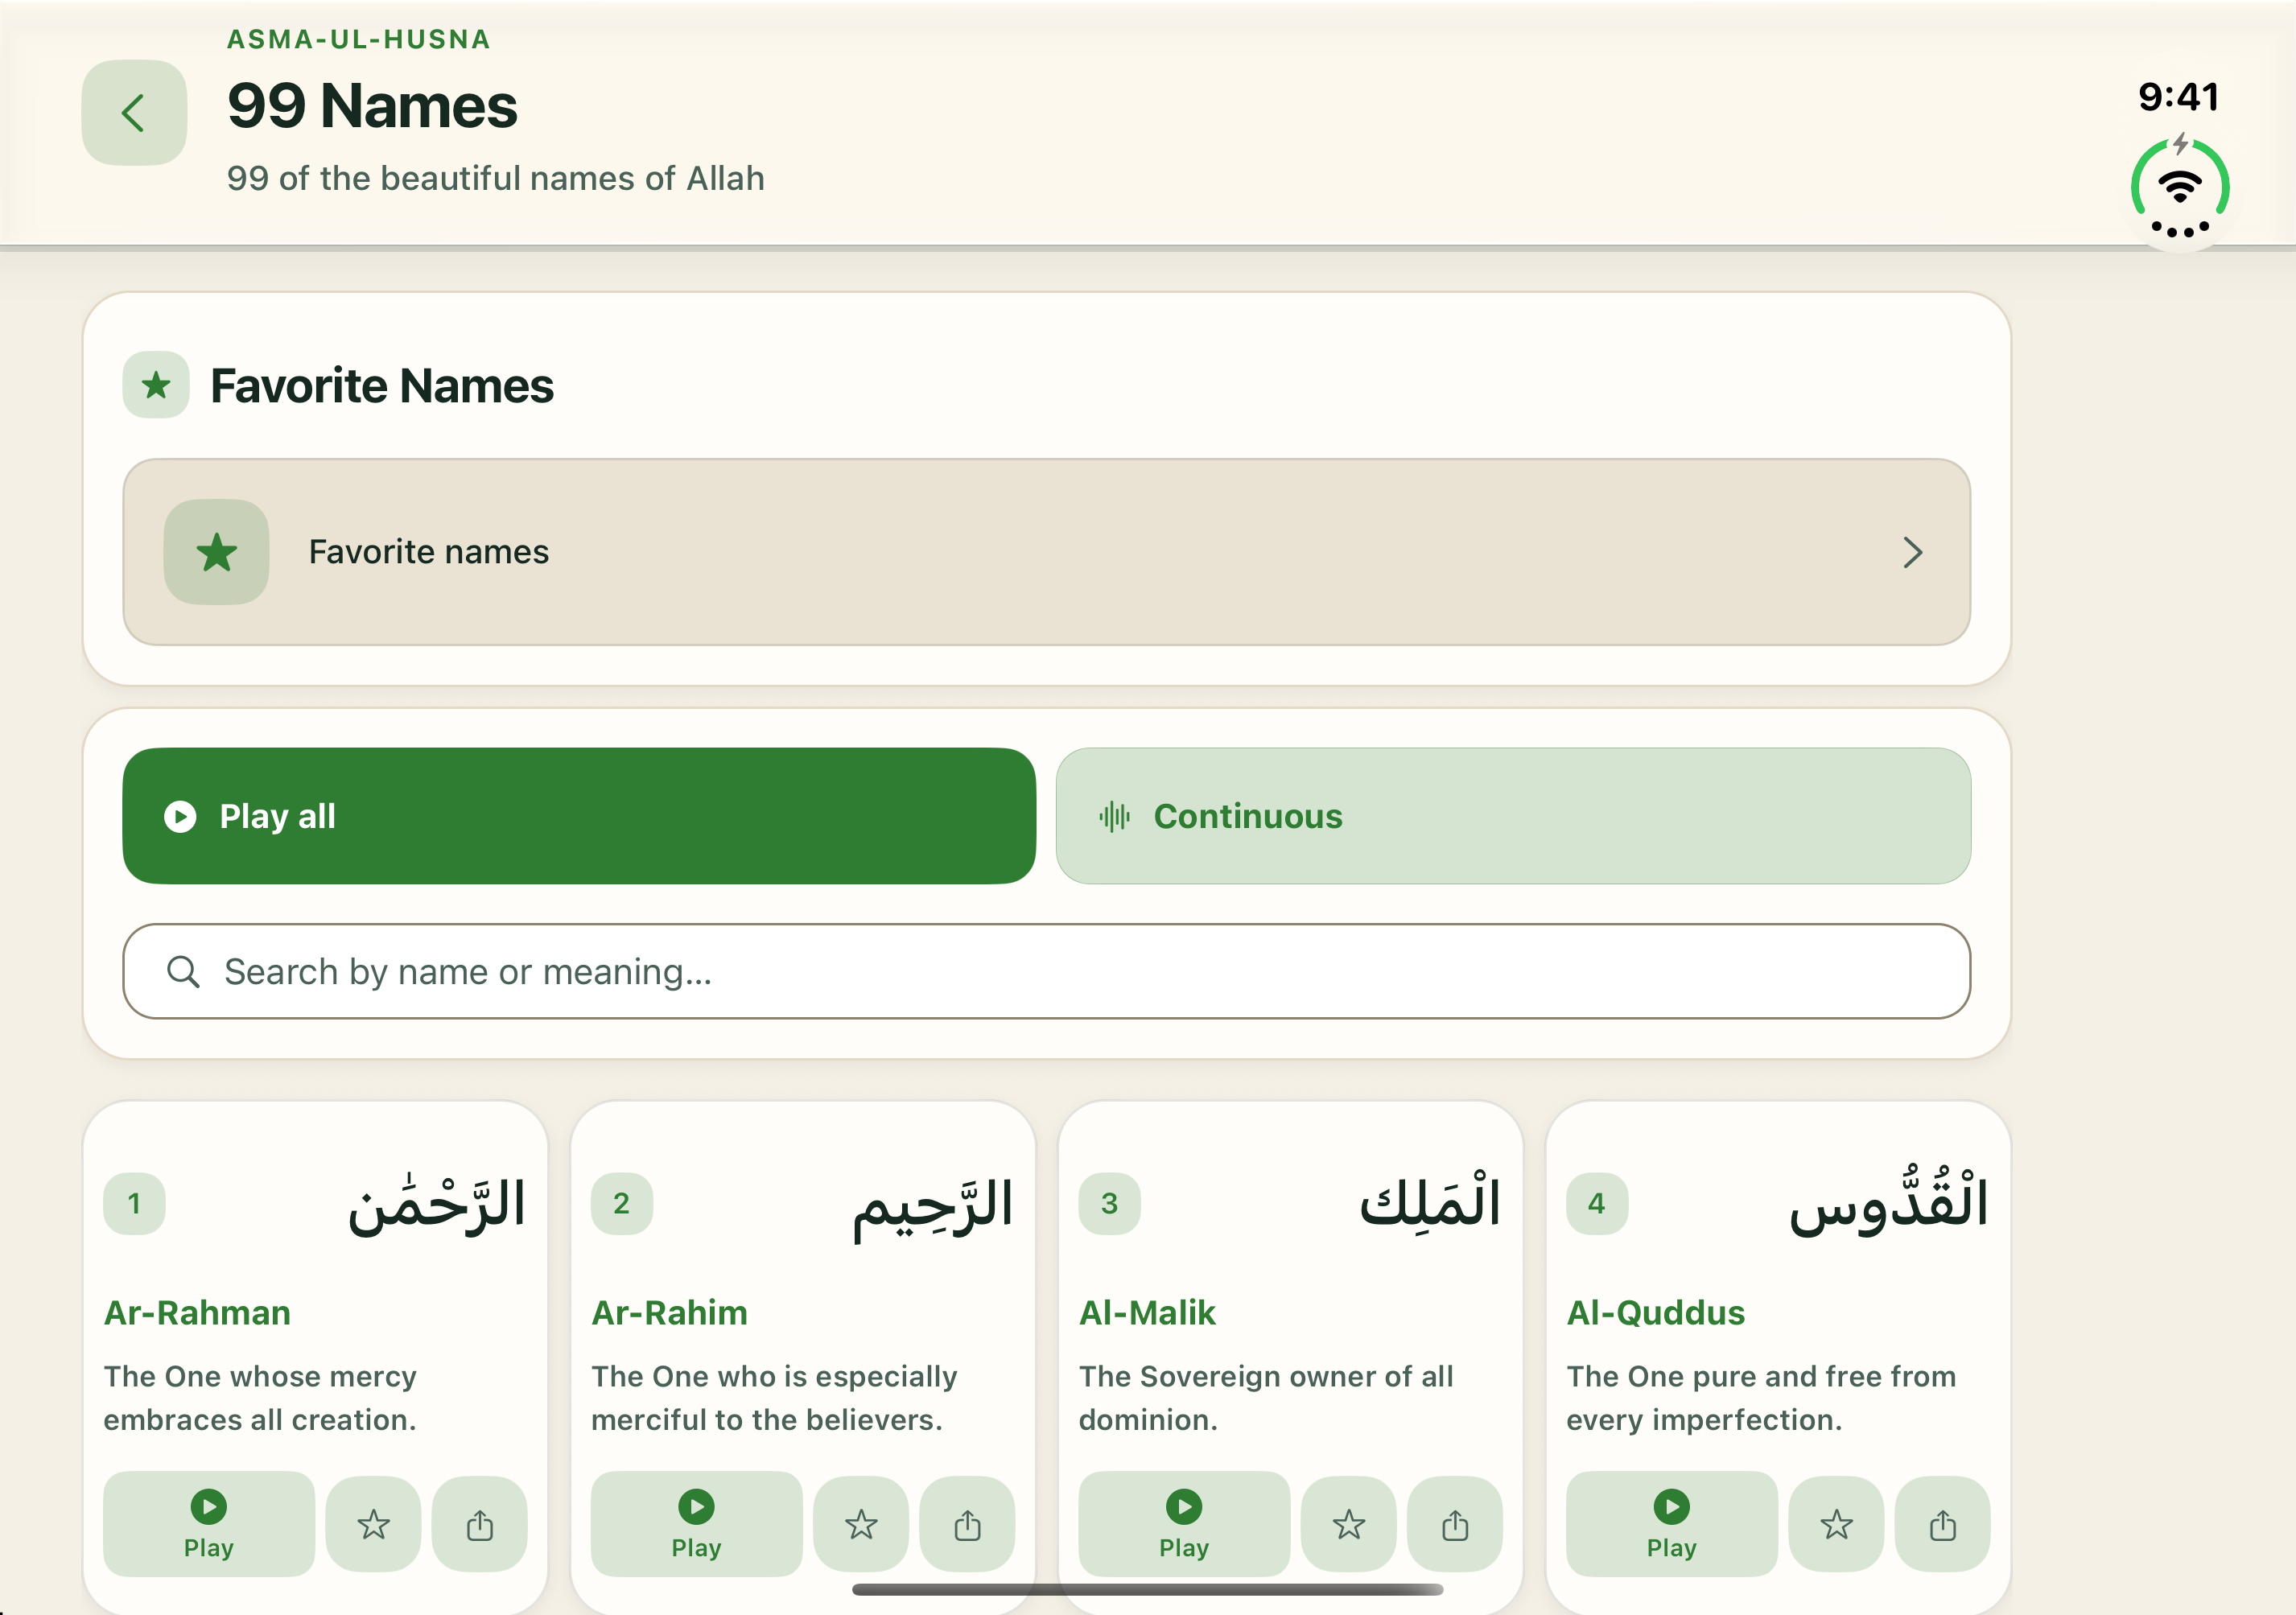 ASMA-UL-HUSNA
99 Names
99 of the beautiful names of Allah
9:41
Favorite Names
Favorite names
Play all
Continuous
Search by name or meaning...
1
الرَّحْمَٰن
Ar-Rahman
The One whose mercy
embraces all creation.
Play
2
الرَّحِيم
Ar-Rahim
The One who is especially
merciful to the believers.
Play
3
الْمَلِك
Al-Malik
The Sovereign owner of all
dominion.
Play
4
الْقُدُّوس
Al-Quddus
The One pure and free from
every imperfection.
Play